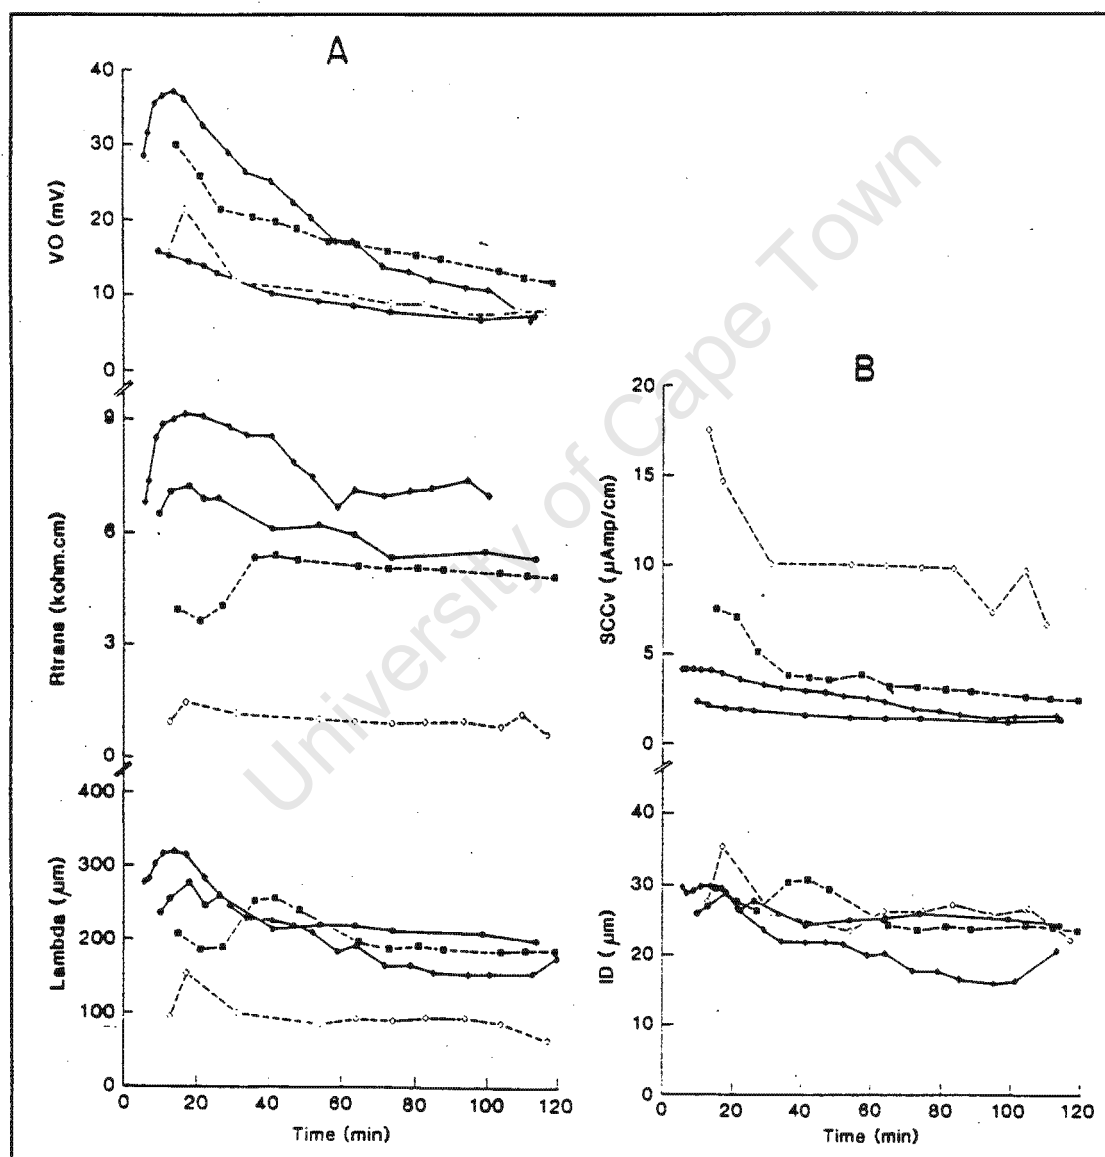 A
40
30
20
10
0
VO (mV)
9
6
3
0
Rtrans (kohm.cm)
400
300
200
100
0
Lambda (µm)
0 20 40 60 80 100 120
Time (min)
B
20
15
10
5
0
SCCv (µAmp/cm)
40
30
20
10
0
ID (µm)
0 20 40 60 80 100 120
Time (min)
University of Cape Town